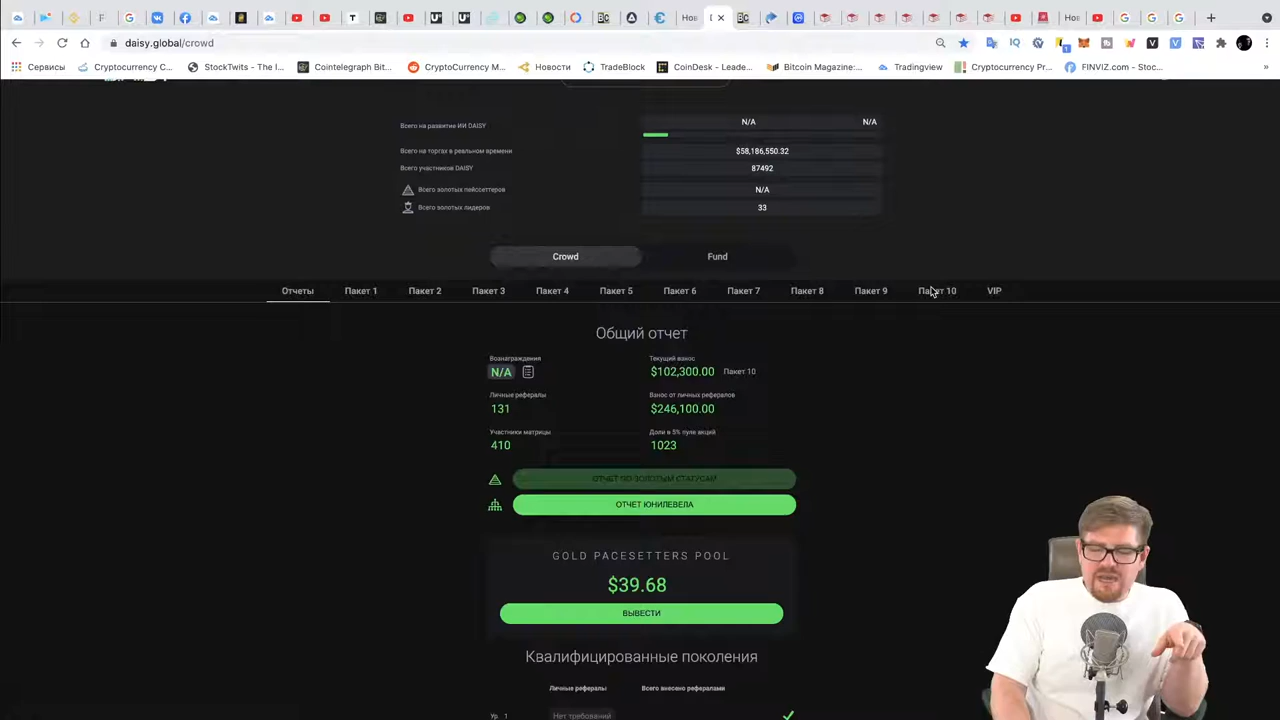 Нов
daisy.global/crowd
Сервисы
Cryptocurrency C...
StockTwits - The I...
Cointelegraph Bit...
CryptoCurrency M...
Новости
TradeBlock
CoinDesk - Leade...
Bitcoin Magazine:...
Tradingview
Cryptocurrency Pr...
FINVIZ.com - Stoc...
Всего на развитие ИИ DAISY N/A N/A
Всего на торгах в реальном времени $58,186,550.32
Всего участников DAISY 87492
Всего золотых пейссеттеров N/A
Всего золотых лидеров 33
Crowd Fund
Отчеты Пакет 1 Пакет 2 Пакет 3 Пакет 4 Пакет 5 Пакет 6 Пакет 7 Пакет 8 Пакет 9 Пакет 10 VIP
Общий отчет
Вознаграждения Текущий взнос
N/A $102,300.00 Пакет 10
Личные рефералы Взнос от личных рефералов
131 $246,100.00
Участники матрицы Доли в 5% пуле акций
410 1023
ОТЧЕТ ПО ЗОЛОТЫМ СТАТУСАМ
ОТЧЕТ ЮНИЛЕВЕЛА
GOLD PACESETTERS POOL
$39.68
ВЫВЕСТИ
Квалифицированные поколения
Личные рефералы Всего внесено рефералами
Ур. 1 Нет требований